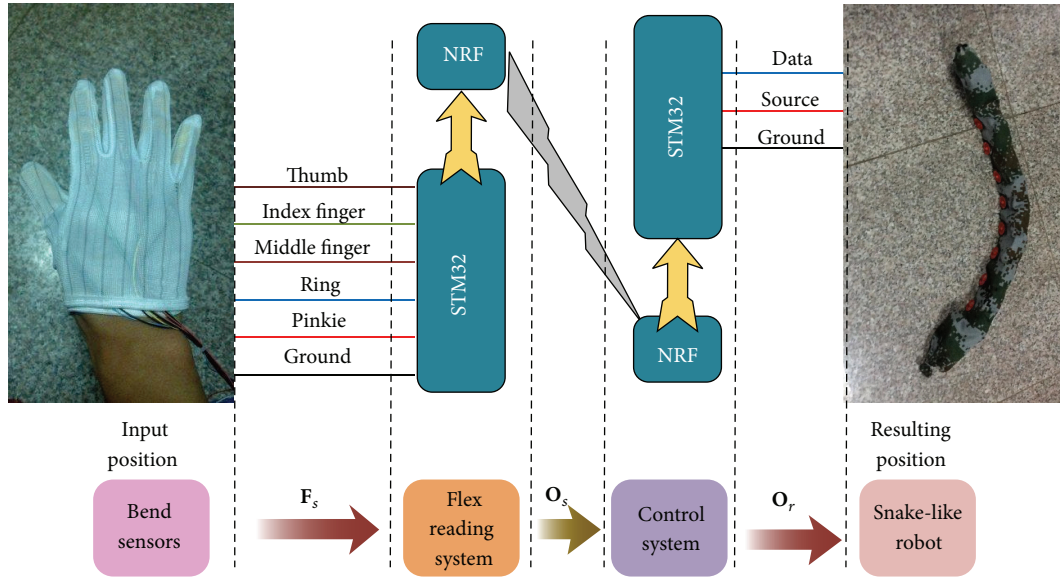 NRF
STM32
Thumb
Index finger
Middle finger
Ring
Pinkie
Ground
STM32
Data
Source
Ground
NRF
Input
position
Resulting
position
Bend
sensors
F_s
Flex
reading
system
O_s
Control
system
O_r
Snake-like
robot